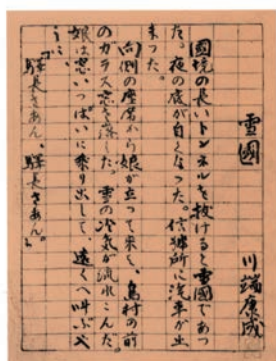 雪國
川端康成
國境の長いトンネルを抜けると雪國であつ
た。夜の底が白くなつた。信號所に汽車が止
まつた。
向側の座席から娘が立つて來て、島村の前
のガラス窓を落した。雪の冷氣が流れこんだ。
娘は窓いつぱいに乘り出して、遠くへ叫ぶや
うに、
「驛長さあん、驛長さあん。」